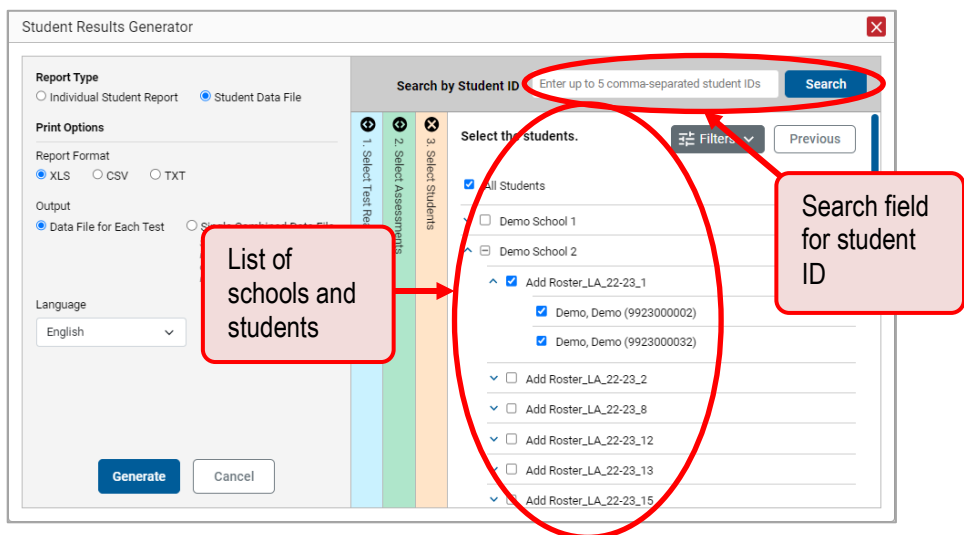 Student Results Generator
Report Type
Individual Student Report
Student Data File
Print Options
Report Format
XLS
CSV
TXT
Output
Data File for Each Test
Language
English
Generate
Cancel
Search by Student ID
Enter up to 5 comma-separated student IDs
Search
1. Select Test
2. Select Assessments
3. Select Students
Select the students.
Filters
Previous
All Students
Demo School 1
Demo School 2
Add Roster_LA_22-23_1
Demo, Demo (9923000002)
Demo, Demo (9923000032)
Add Roster_LA_22-23_2
Add Roster_LA_22-23_8
Add Roster_LA_22-23_12
Add Roster_LA_22-23_13
Add Roster_LA_22-23_15
List of
schools and
students
Search field
for student
ID